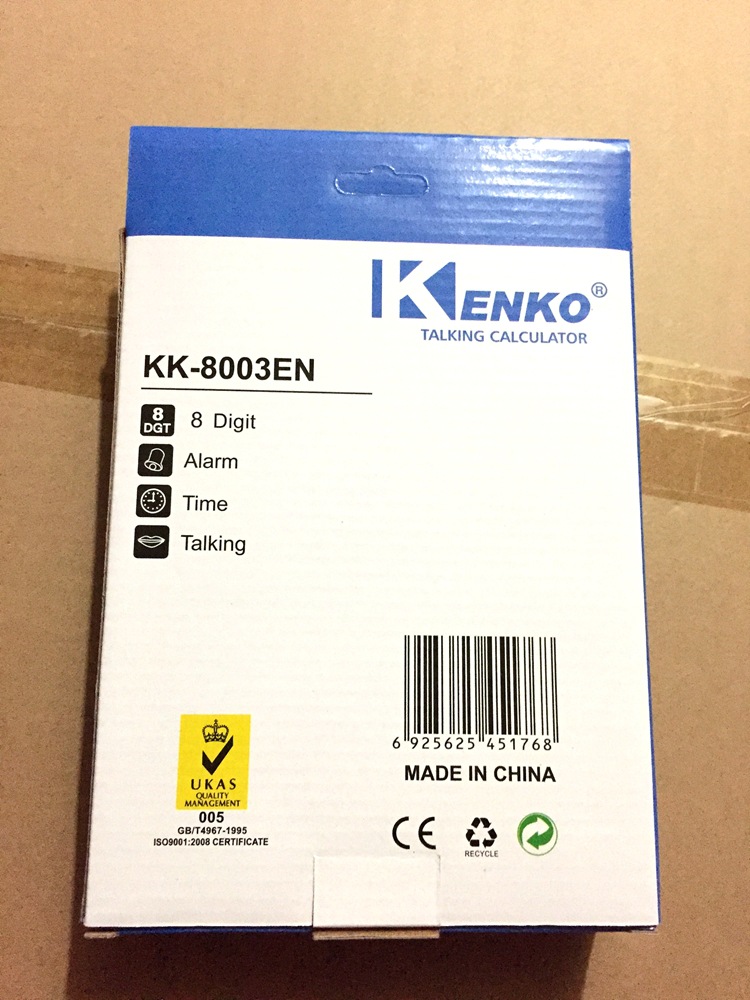 KENKO®
TALKING CALCULATOR
KK-8003EN
8
DGT
8 Digit
Alarm
Time
Talking
6 925625 451768
MADE IN CHINA
UKAS
QUALITY
MANAGEMENT
005
GB/T4967-1995
ISO9001:2008 CERTIFICATE
CE
RECYCLE